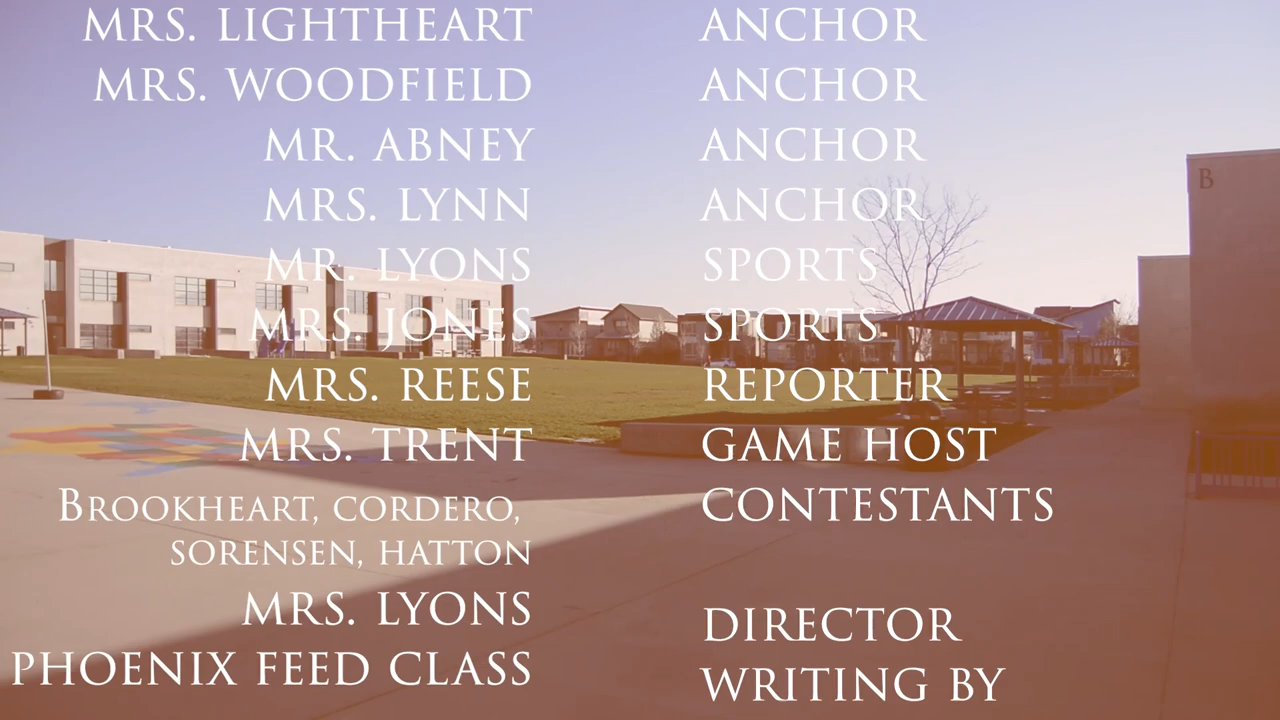 MRS. LIGHTHEART ANCHOR
MRS. WOODFIELD ANCHOR
MR. ABNEY ANCHOR
MRS. LYNN ANCHOR
MR. LYONS SPORTS
MRS. JONES SPORTS
MRS. REESE REPORTER
MRS. TRENT GAME HOST
BROOKHEART, CORDERO, CONTESTANTS
SORENSEN, HATTON
MRS. LYONS DIRECTOR
PHOENIX FEED CLASS WRITING BY
B